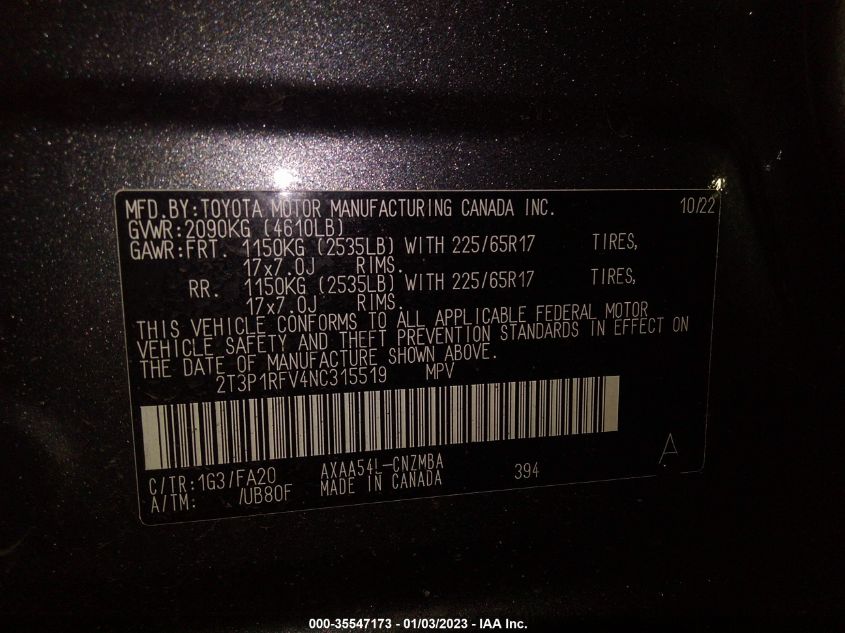 MFD.BY:TOYOTA MOTOR MANUFACTURING CANADA INC. 10/22
GVWR:2090KG (4610LB)
GAWR:FRT. 1150KG (2535LB) WITH 225/65R17 TIRES,
17x7.0J RIMS.
RR. 1150KG (2535LB) WITH 225/65R17 TIRES,
17x7.0J RIMS.
THIS VEHICLE CONFORMS TO ALL APPLICABLE FEDERAL MOTOR
VEHICLE SAFETY AND THEFT PREVENTION STANDARDS IN EFFECT ON
THE DATE OF MANUFACTURE SHOWN ABOVE.
2T3P1RFV4NC315519 MPV
A
C/TR:1G3/FA20 AXAA54L-CNZMBA 394
A/TM: /UB80F MADE IN CANADA
000-35547173 - 01/03/2023 - IAA Inc.